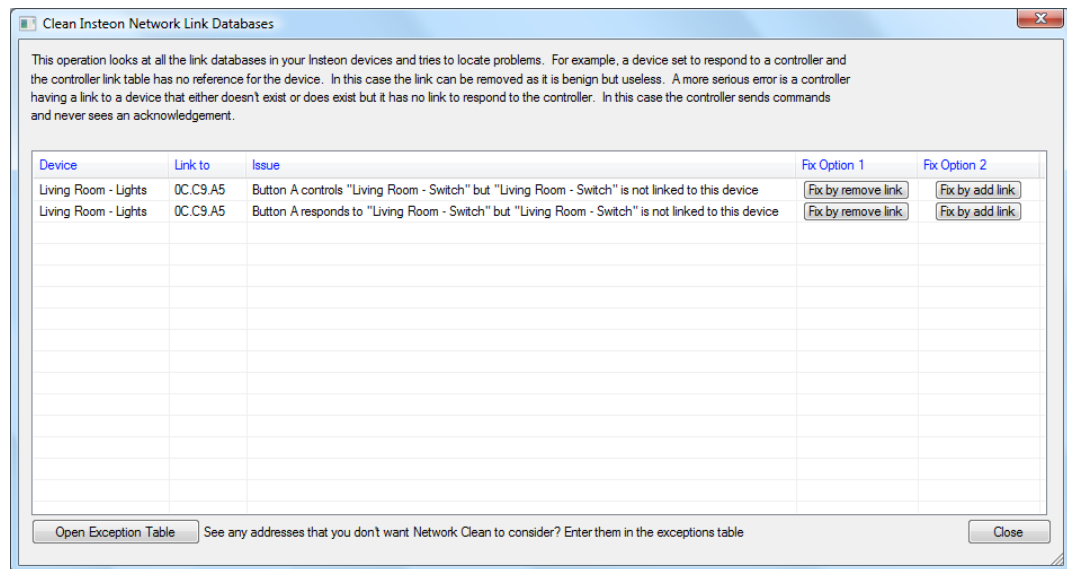 Clean Insteon Network Link Databases
This operation looks at all the link databases in your Insteon devices and tries to locate problems. For example, a device set to respond to a controller and
the controller link table has no reference for the device. In this case the link can be removed as it is benign but useless. A more serious error is a controller
having a link to a device that either doesn't exist or does exist but it has no link to respond to the controller. In this case the controller sends commands
and never sees an acknowledgement.
Device Link to Issue Fix Option 1 Fix Option 2
Living Room - Lights 0C.C9.A5 Button A controls "Living Room - Switch" but "Living Room - Switch" is not linked to this device Fix by remove link Fix by add link
Living Room - Lights 0C.C9.A5 Button A responds to "Living Room - Switch" but "Living Room - Switch" is not linked to this device Fix by remove link Fix by add link
Open Exception Table See any addresses that you don't want Network Clean to consider? Enter them in the exceptions table Close